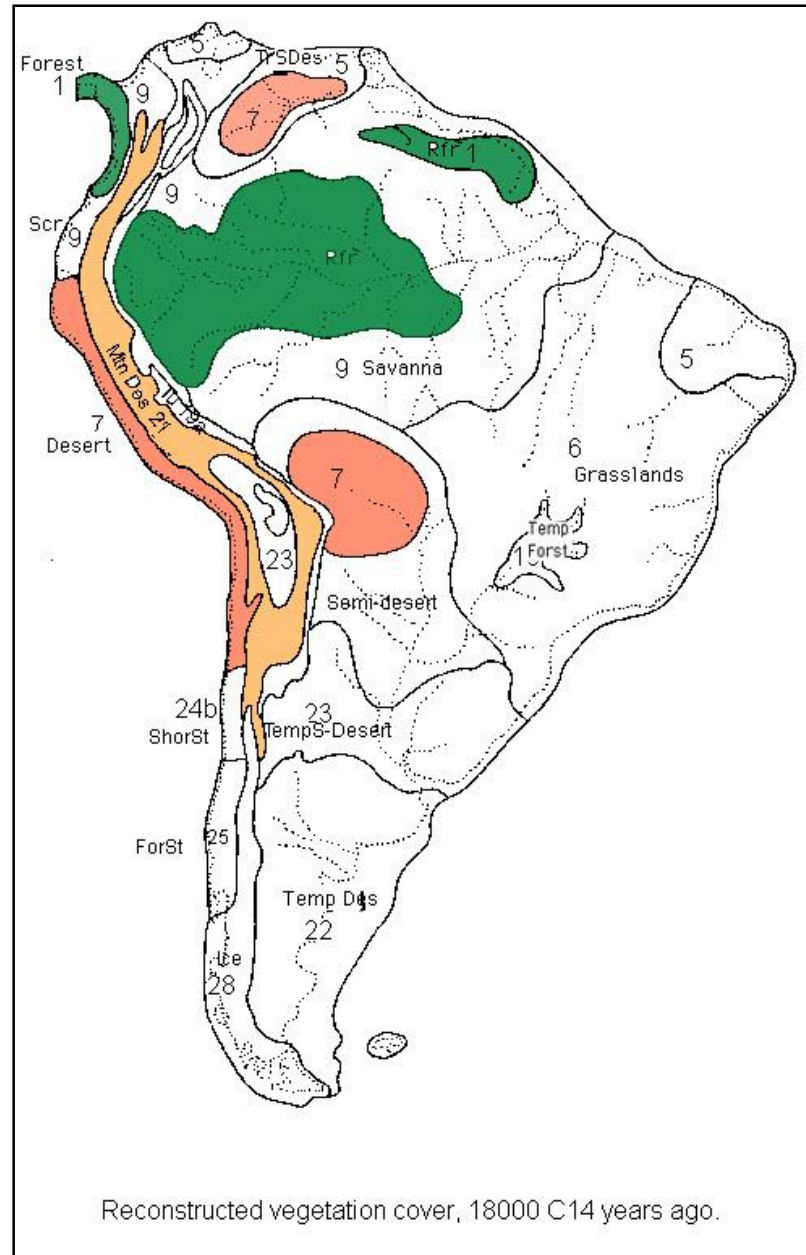 5
TrSDes
5
Forest
1
9
7
Rfr 1
9
Scr
9
Rfr
5
9 Savanna
Mtn Des 21
7
Desert
6
Grasslands
7
Temp
Forst
1
23
Semi-desert
24b
ShorSt
23
TempS-Desert
25
ForSt
Temp Des
22
Ice
28
Reconstructed vegetation cover, 18000 C14 years ago.